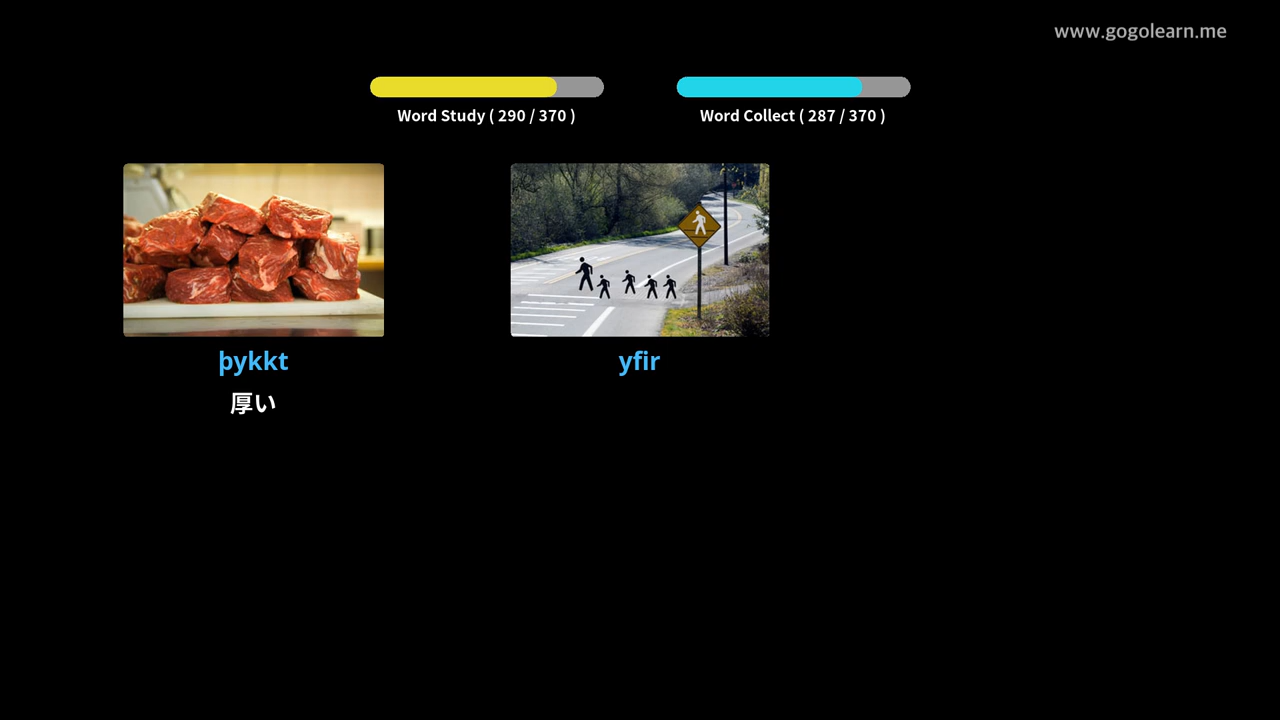 www.gogolearn.me
Word Study ( 290 / 370 )
Word Collect ( 287 / 370 )
þykkt
yfir
厚い